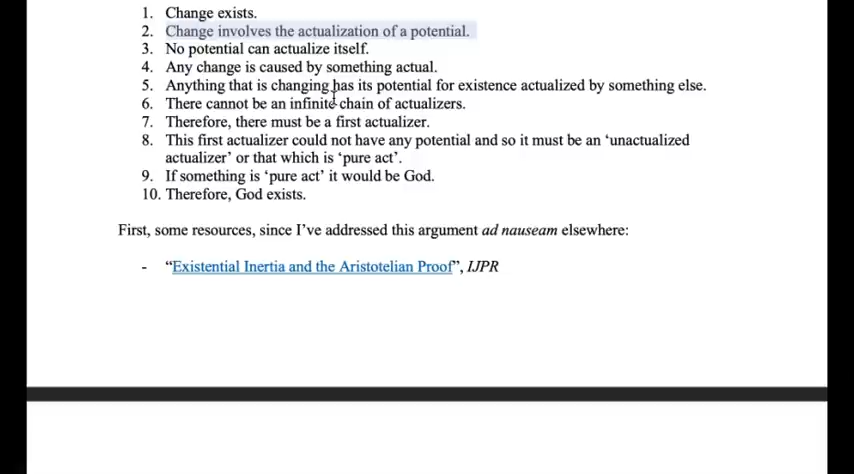 1. Change exists.
2. Change involves the actualization of a potential.
3. No potential can actualize itself.
4. Any change is caused by something actual.
5. Anything that is changing has its potential for existence actualized by something else.
6. There cannot be an infinite chain of actualizers.
7. Therefore, there must be a first actualizer.
8. This first actualizer could not have any potential and so it must be an ‘unactualized
actualizer’ or that which is ‘pure act’.
9. If something is ‘pure act’ it would be God.
10. Therefore, God exists.
First, some resources, since I’ve addressed this argument ad nauseam elsewhere:
- “Existential Inertia and the Aristotelian Proof”, IJPR